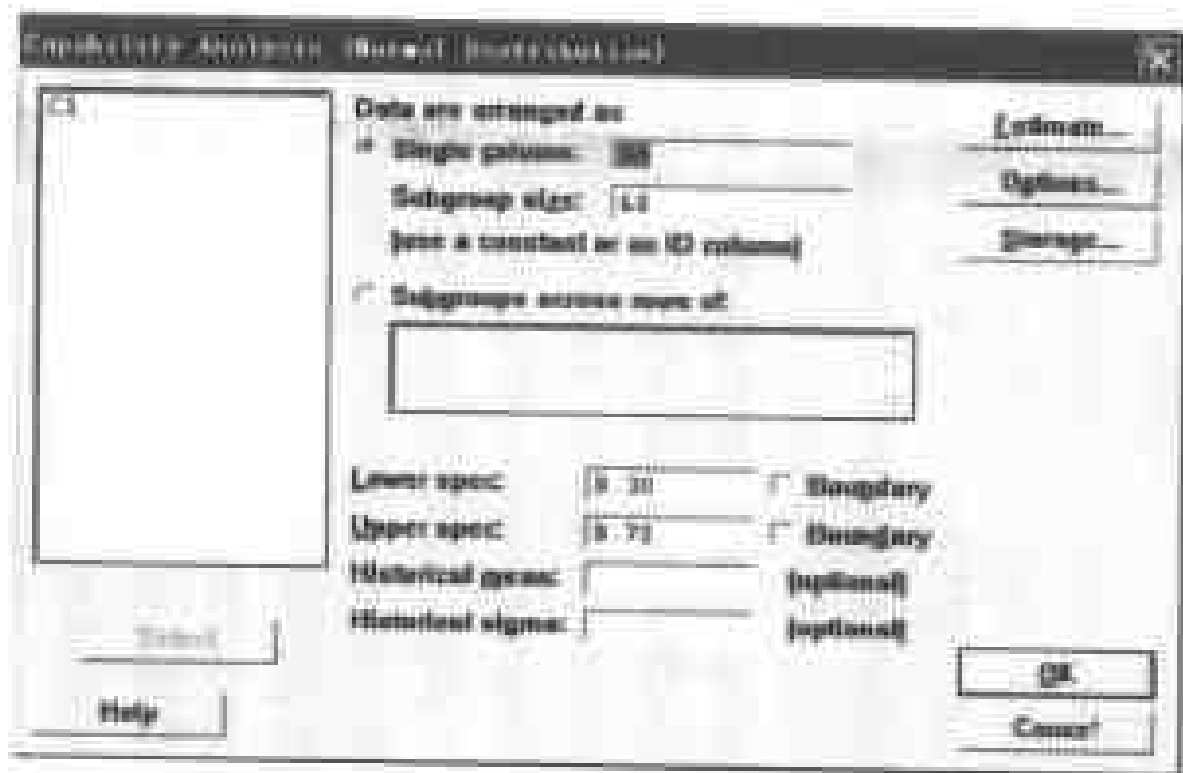 Capability Analysis (Normal Distribution)
C1
Data are arranged as
Single column:
Subgroup size:
(use a constant or an ID column)
Subgroups across rows of:
Lower spec: Boundary
Upper spec: Boundary
Historical mean: (optional)
Historical sigma: (optional)
Estimate...
Options...
Storage...
Select
Help
OK
Cancel